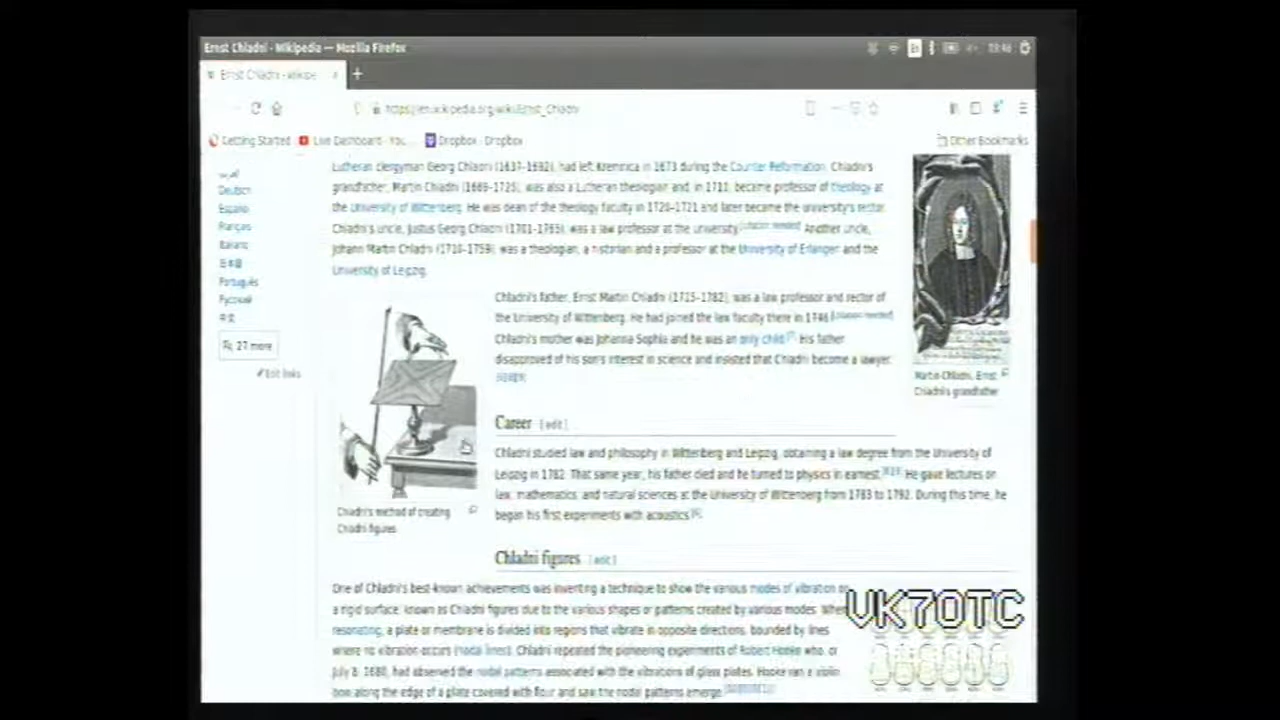 Ernst Chladni - Wikipedia — Mozilla Firefox
Ernst Chladni - Wikipe
https://en.wikipedia.org/wiki/Ernst_Chladni
Getting Started
Live Dashboard - You...
Dropbox - Dropbox
Other Bookmarks
Deutsch
Español
Français
Italiano
日本語
Português
Русский
中文
27 more
Edit links
Lutheran clergyman Georg Chladni (1637–1692), had left Kremnica in 1673 during the Counter Reformation. Chladni's
grandfather, Martin Chladni (1669–1725), was also a Lutheran theologian and, in 1710, became professor of theology at
the University of Wittenberg. He was dean of the theology faculty in 1720–1721 and later became the university's rector.
Chladni's uncle, Justus Georg Chladni (1701–1765), was a law professor at the university.[citation needed] Another uncle,
Johann Martin Chladni (1710–1759), was a theologian, a historian and a professor at the University of Erlangen and the
University of Leipzig.
Chladni's father, Ernst Martin Chladni (1715–1782), was a law professor and rector of
the University of Wittenberg. He had joined the law faculty there in 1746.[citation needed]
Chladni's mother was Johanna Sophia and he was an only child. His father
disapproved of his son's interest in science and insisted that Chladni become a lawyer.
Martin Chladni, Ernst
Chladni's grandfather
Career [edit]
Chladni studied law and philosophy in Wittenberg and Leipzig, obtaining a law degree from the University of
Leipzig in 1782. That same year, his father died and he turned to physics in earnest. He gave lectures on
law, mathematics, and natural sciences at the University of Wittenberg from 1783 to 1792. During this time, he
began his first experiments with acoustics.
Chladni's method of creating
Chladni figures
Chladni figures [edit]
One of Chladni's best-known achievements was inventing a technique to show the various modes of vibration on
a rigid surface, known as Chladni figures due to the various shapes or patterns created by various modes. When
resonating, a plate or membrane is divided into regions that vibrate in opposite directions, bounded by lines
where no vibration occurs (nodal lines). Chladni repeated the pioneering experiments of Robert Hooke who, on
July 8, 1680, had observed the nodal patterns associated with the vibrations of glass plates. Hooke ran a violin
bow along the edge of a plate covered with flour and saw the nodal patterns emerge.
VK7OTC